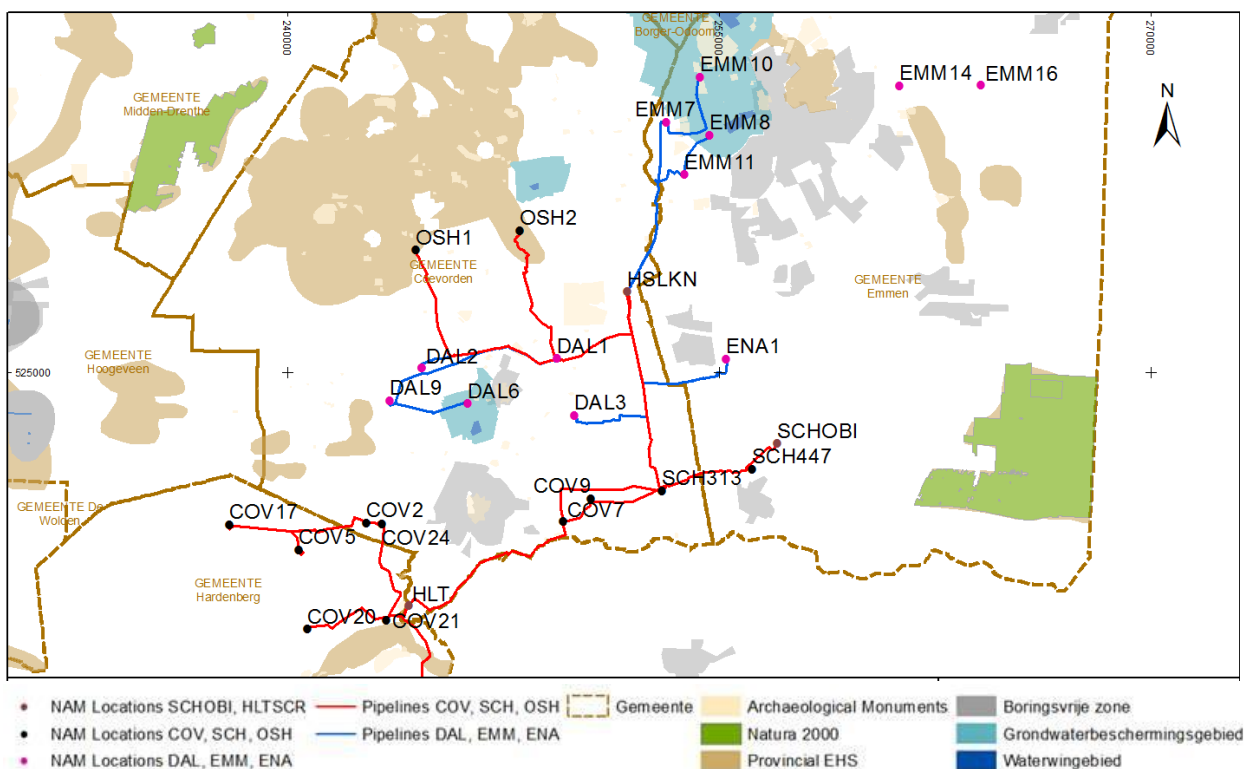 GEMEENTE
Borger-Odoorn
240000
255000
270000
EMM10
EMM14
EMM16
GEMEENTE
Midden-Drenthe
N
EMM7
EMM8
EMM11
OSH2
OSH1
GEMEENTE
Coevorden
HSLKN
GEMEENTE
Emmen
GEMEENTE
Hoogeveen
DAL2
DAL1
ENA1
525000
DAL9
DAL6
DAL3
SCHOBI
SCH447
SCH313
COV9
COV7
GEMEENTE De
Wolden
COV17
COV2
COV24
COV5
GEMEENTE
Hardenberg
HLT
COV20
COV21
NAM Locations SCHOBI, HLTSCR
Pipelines COV, SCH, OSH
Gemeente
Archaeological Monuments
Boringsvrije zone
NAM Locations COV, SCH, OSH
Pipelines DAL, EMM, ENA
Natura 2000
Grondwaterbeschermingsgebied
NAM Locations DAL, EMM, ENA
Provincial EHS
Waterwingebied